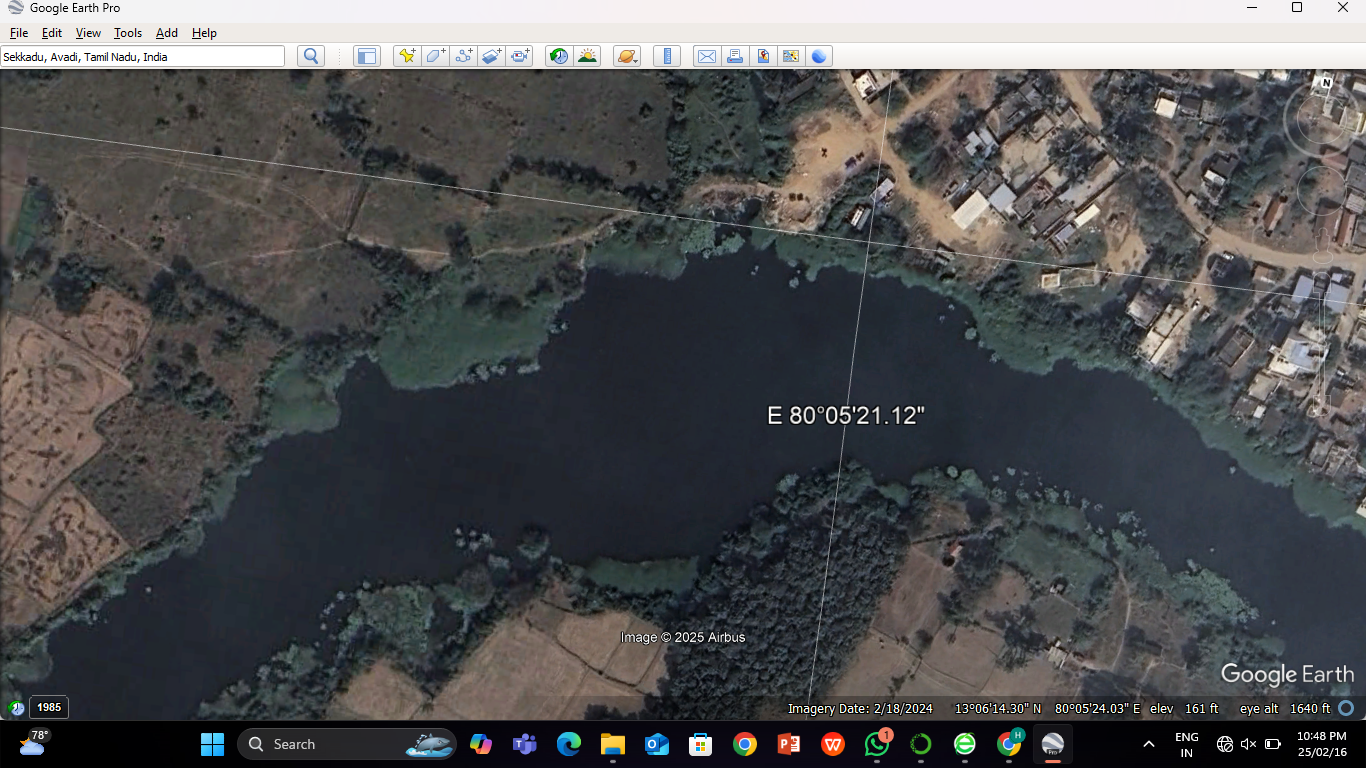 Google Earth Pro
File Edit View Tools Add Help
Sekkadu, Avadi, Tamil Nadu, India
N
E 80°05'21.12"
Image © 2025 Airbus
Google Earth
1985
Imagery Date: 2/18/2024 13°06'14.30" N 80°05'24.03" E elev 161 ft eye alt 1640 ft
78°
Search
1
H
Pro
ENG
IN
10:48 PM
25/02/16